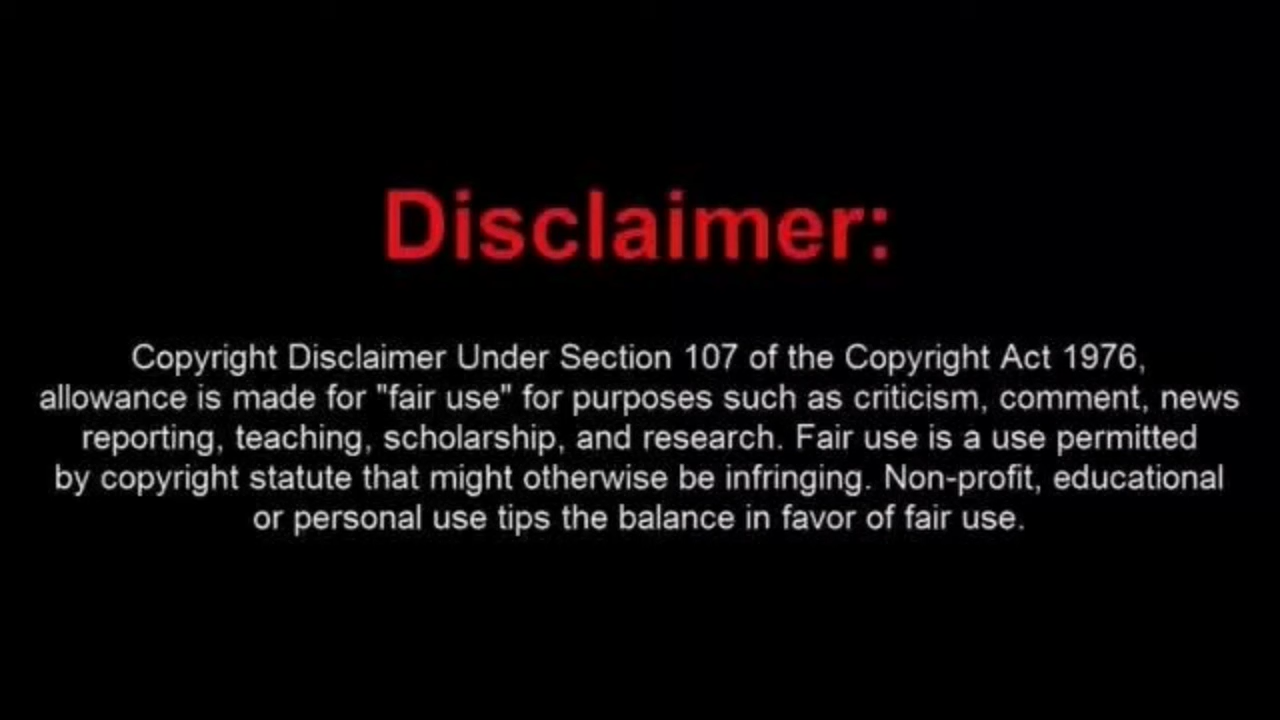 Disclaimer:
Copyright Disclaimer Under Section 107 of the Copyright Act 1976,
allowance is made for "fair use" for purposes such as criticism, comment, news
reporting, teaching, scholarship, and research. Fair use is a use permitted
by copyright statute that might otherwise be infringing. Non-profit, educational
or personal use tips the balance in favor of fair use.